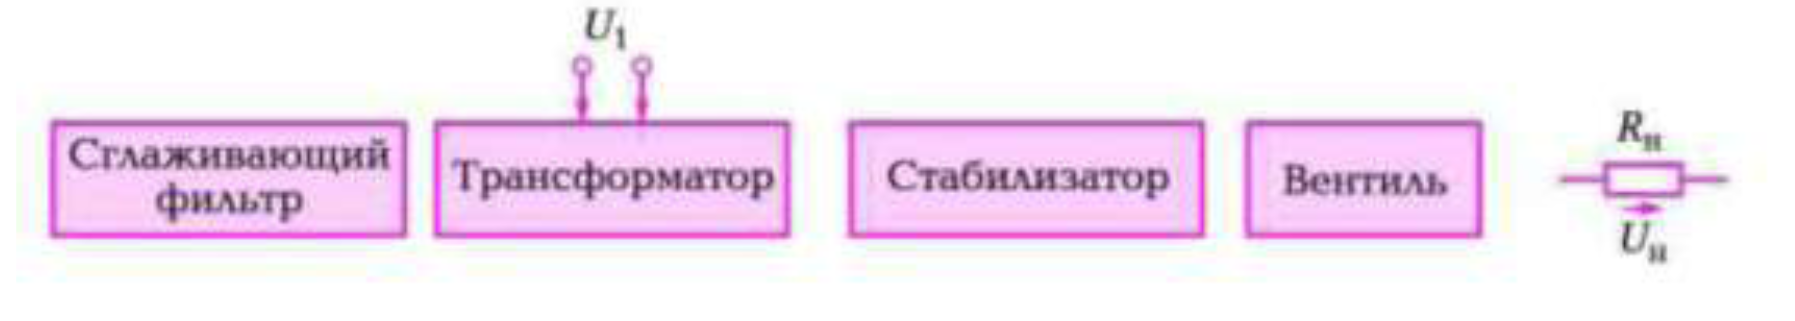 U1
Сглаживающий
фильтр
Трансформатор
Стабилизатор
Вентиль
Rн
Uн